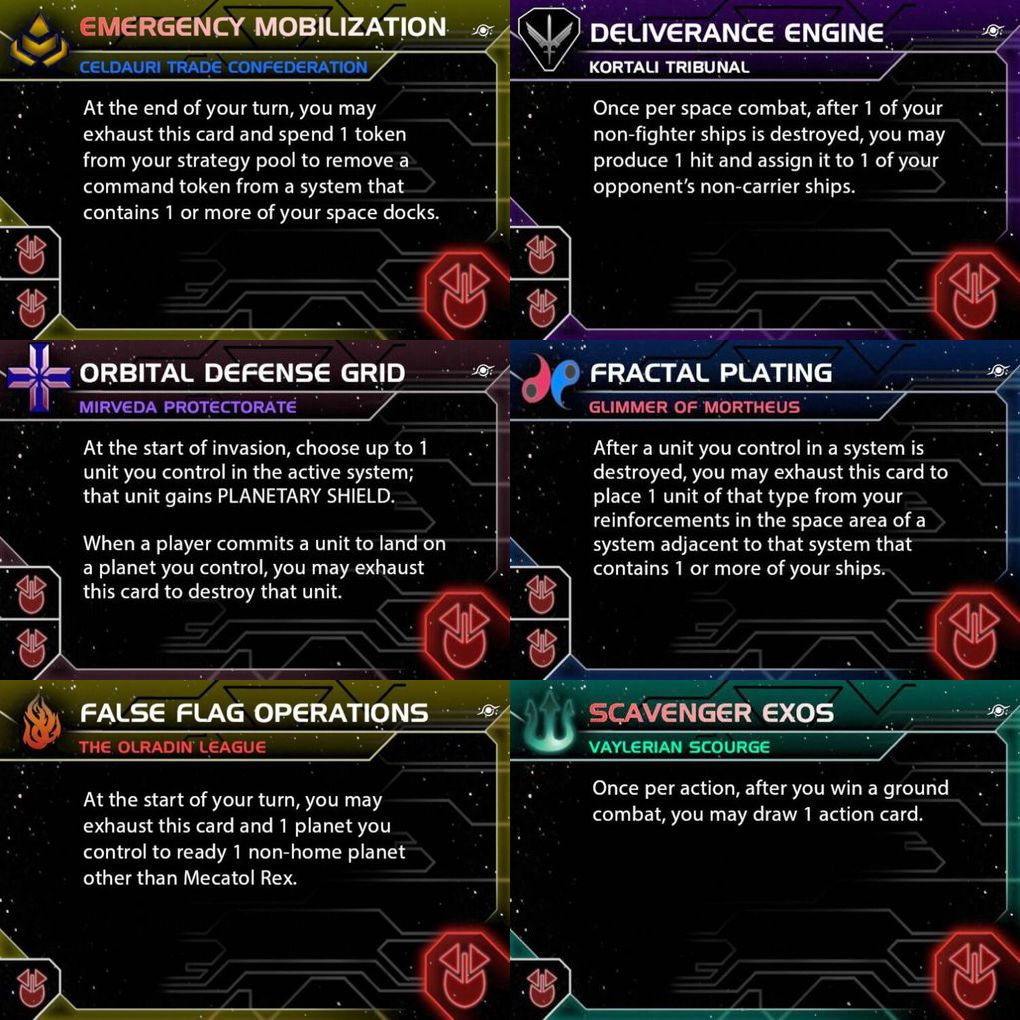 EMERGENCY MOBILIZATION
CELDAURI TRADE CONFEDERATION
At the end of your turn, you may
exhaust this card and spend 1 token
from your strategy pool to remove a
command token from a system that
contains 1 or more of your space docks.
DELIVERANCE ENGINE
KORTALI TRIBUNAL
Once per space combat, after 1 of your
non-fighter ships is destroyed, you may
produce 1 hit and assign it to 1 of your
opponent's non-carrier ships.
ORBITAL DEFENSE GRID
MIRVEDA PROTECTORATE
At the start of invasion, choose up to 1
unit you control in the active system;
that unit gains PLANETARY SHIELD.
When a player commits a unit to land on
a planet you control, you may exhaust
this card to destroy that unit.
FRACTAL PLATING
GLIMMER OF MORTHEUS
After a unit you control in a system is
destroyed, you may exhaust this card to
place 1 unit of that type from your
reinforcements in the space area of a
system adjacent to that system that
contains 1 or more of your ships.
FALSE FLAG OPERATIONS
THE OLRADIN LEAGUE
At the start of your turn, you may
exhaust this card and 1 planet you
control to ready 1 non-home planet
other than Mecatol Rex.
SCAVENGER EXOS
VAYLERIAN SCOURGE
Once per action, after you win a ground
combat, you may draw 1 action card.